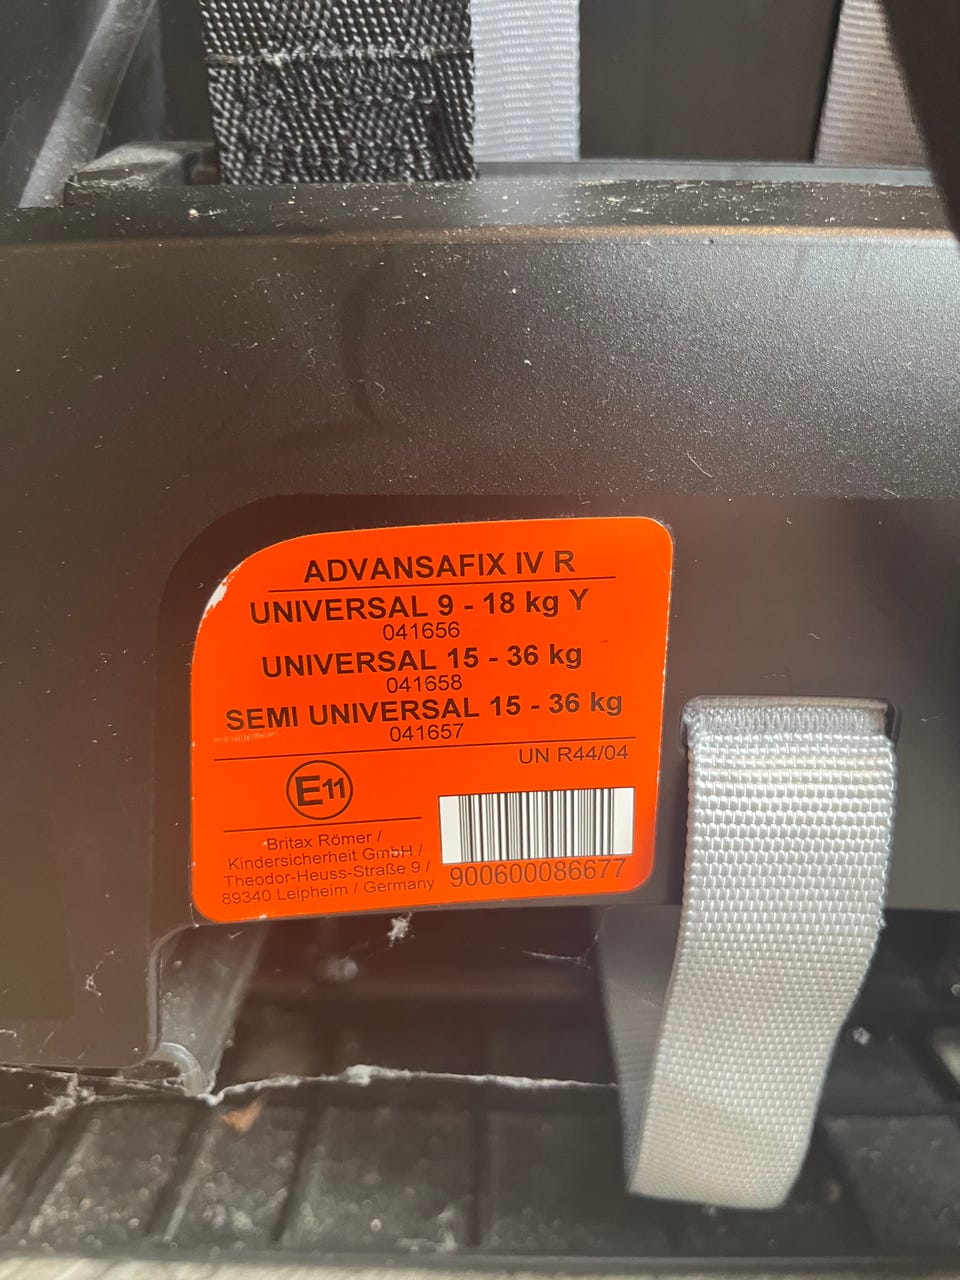 ADVANSAFIX IV R
UNIVERSAL 9 - 18 kg Y
041656
UNIVERSAL 15 - 36 kg
041658
SEMI UNIVERSAL 15 - 36 kg
041657
UN R44/04
E11
Britax Römer /
Kindersicherheit GmbH /
Theodor-Heuss-Straße 9 /
89340 Leipheim / Germany
900600086677